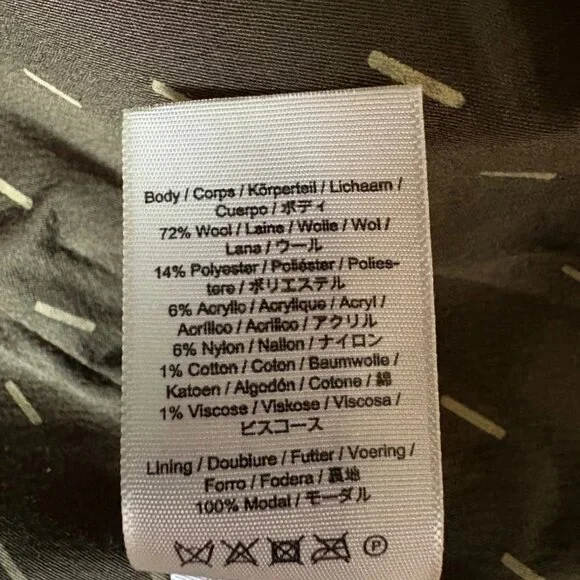 Body / Corps / Körperteil / Lichaam /
Cuerpo / ボディ
72% Wool / Laine / Wolle / Wol /
Lana / ウール
14% Polyester / Poliéster / Polies-
tere / ポリエステル
6% Acryllo / Acrylique / Acryl /
Acrílico / Acrilico / アクリル
6% Nylon / Nailon / ナイロン
1% Cotton / Coton / Baumwolle /
Katoen / Algodón / Cotone / 綿
1% Viscose / Viskose / Viscosa /
ビスコース
Lining / Doublure / Futter / Voering /
Forro / Fodera / 裏地
100% Modal / モーダル
P